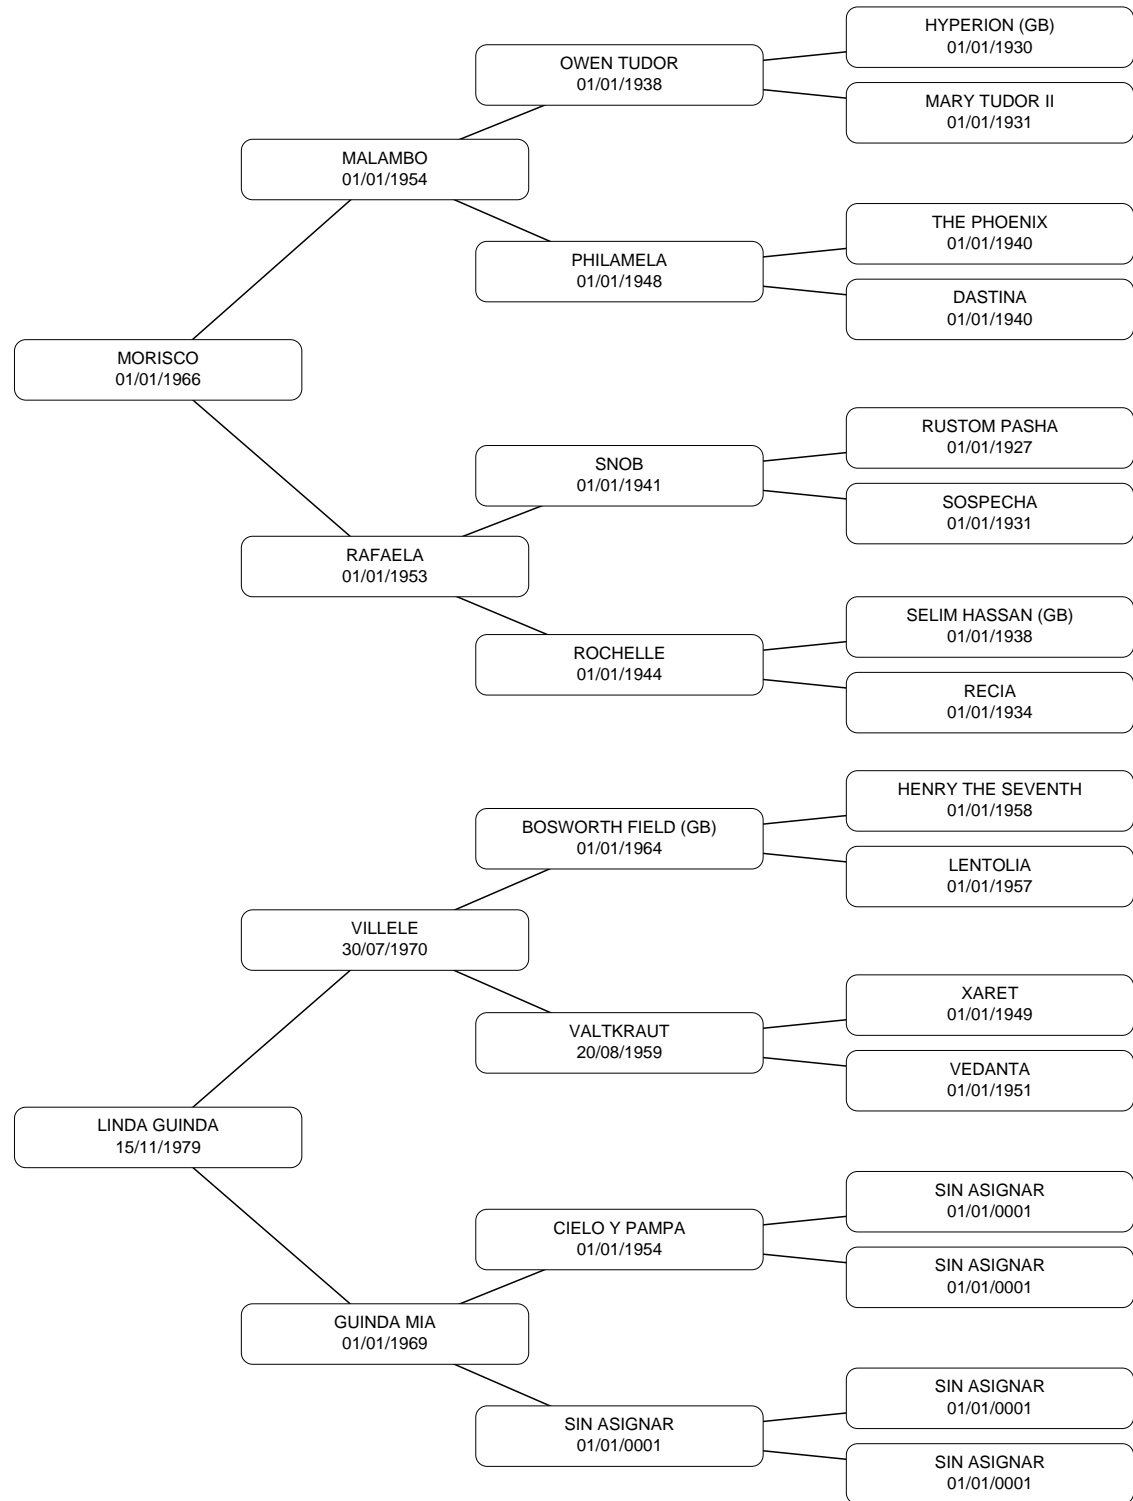 HYPERION (GB)
01/01/1930
OWEN TUDOR
01/01/1938
MARY TUDOR II
01/01/1931
MALAMBO
01/01/1954
THE PHOENIX
01/01/1940
PHILAMELA
01/01/1948
DASTINA
01/01/1940
MORISCO
01/01/1966
RUSTOM PASHA
01/01/1927
SNOB
01/01/1941
SOSPECHA
01/01/1931
RAFAELA
01/01/1953
SELIM HASSAN (GB)
01/01/1938
ROCHELLE
01/01/1944
RECIA
01/01/1934
HENRY THE SEVENTH
01/01/1958
BOSWORTH FIELD (GB)
01/01/1964
LENTOLIA
01/01/1957
VILLELE
30/07/1970
XARET
01/01/1949
VALTKRAUT
20/08/1959
VEDANTA
01/01/1951
LINDA GUINDA
15/11/1979
SIN ASIGNAR
01/01/0001
CIELO Y PAMPA
01/01/1954
SIN ASIGNAR
01/01/0001
GUINDA MIA
01/01/1969
SIN ASIGNAR
01/01/0001
SIN ASIGNAR
01/01/0001
SIN ASIGNAR
01/01/0001